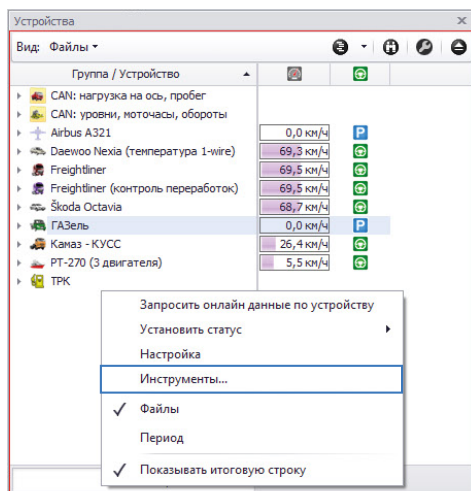 Устройства
Вид: Файлы
Группа / Устройство
CAN: нагрузка на ось, пробег
CAN: уровни, моточасы, обороты
Airbus A321 0,0 км/ч P
Daewoo Nexia (температура 1-wire) 69,3 км/ч
Freightliner 69,5 км/ч
Freightliner (контроль переработок) 69,5 км/ч
Škoda Octavia 68,7 км/ч
ГАЗель 0,0 км/ч P
Камаз - КУСС 26,4 км/ч
РТ-270 (3 двигателя) 5,5 км/ч
ТРК
Запросить онлайн данные по устройству
Установить статус
Настройка
Инструменты...
Файлы
Период
Показывать итоговую строку